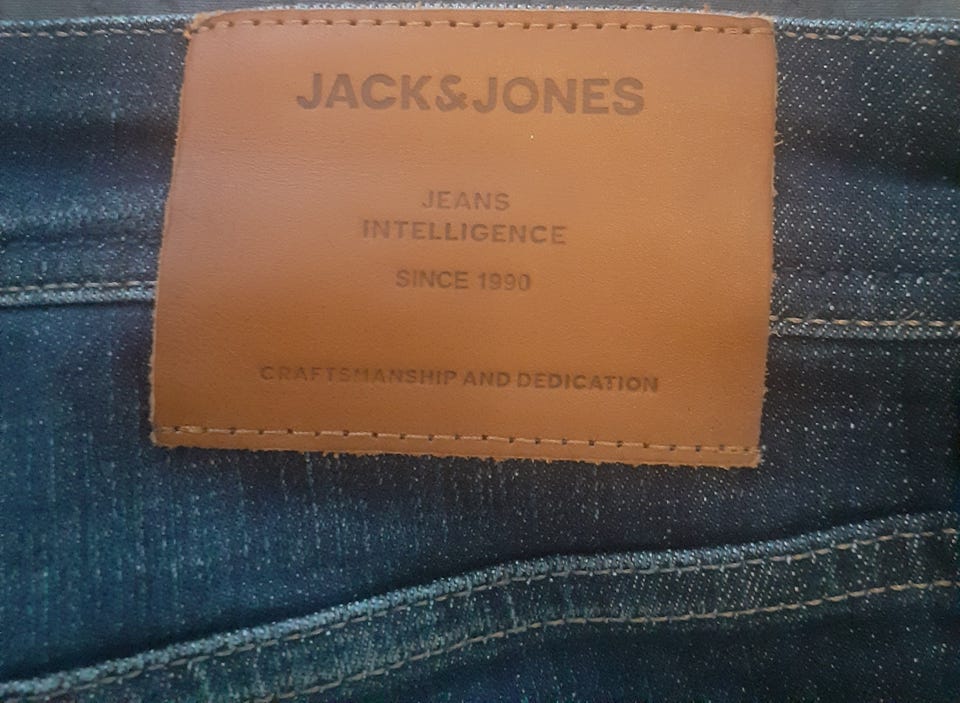 JACK&JONES
JEANS
INTELLIGENCE
SINCE 1990
CRAFTSMANSHIP AND DEDICATION